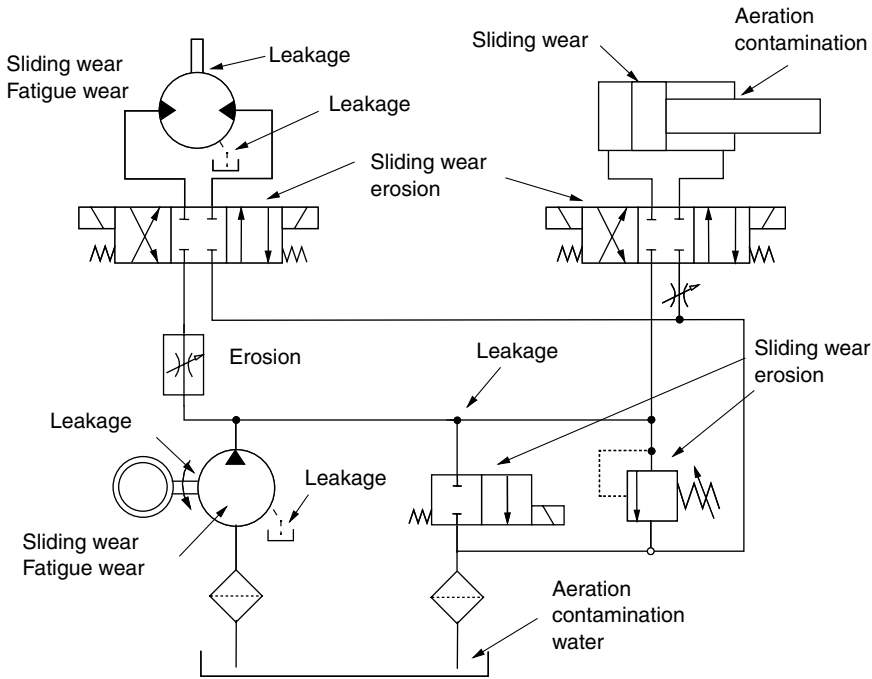 Aeration
contamination
Sliding wear
Leakage
Sliding wear
Fatigue wear
Leakage
Sliding wear
erosion
Erosion
Leakage
Sliding wear
erosion
Leakage
Leakage
Sliding wear
Fatigue wear
Aeration
contamination
water